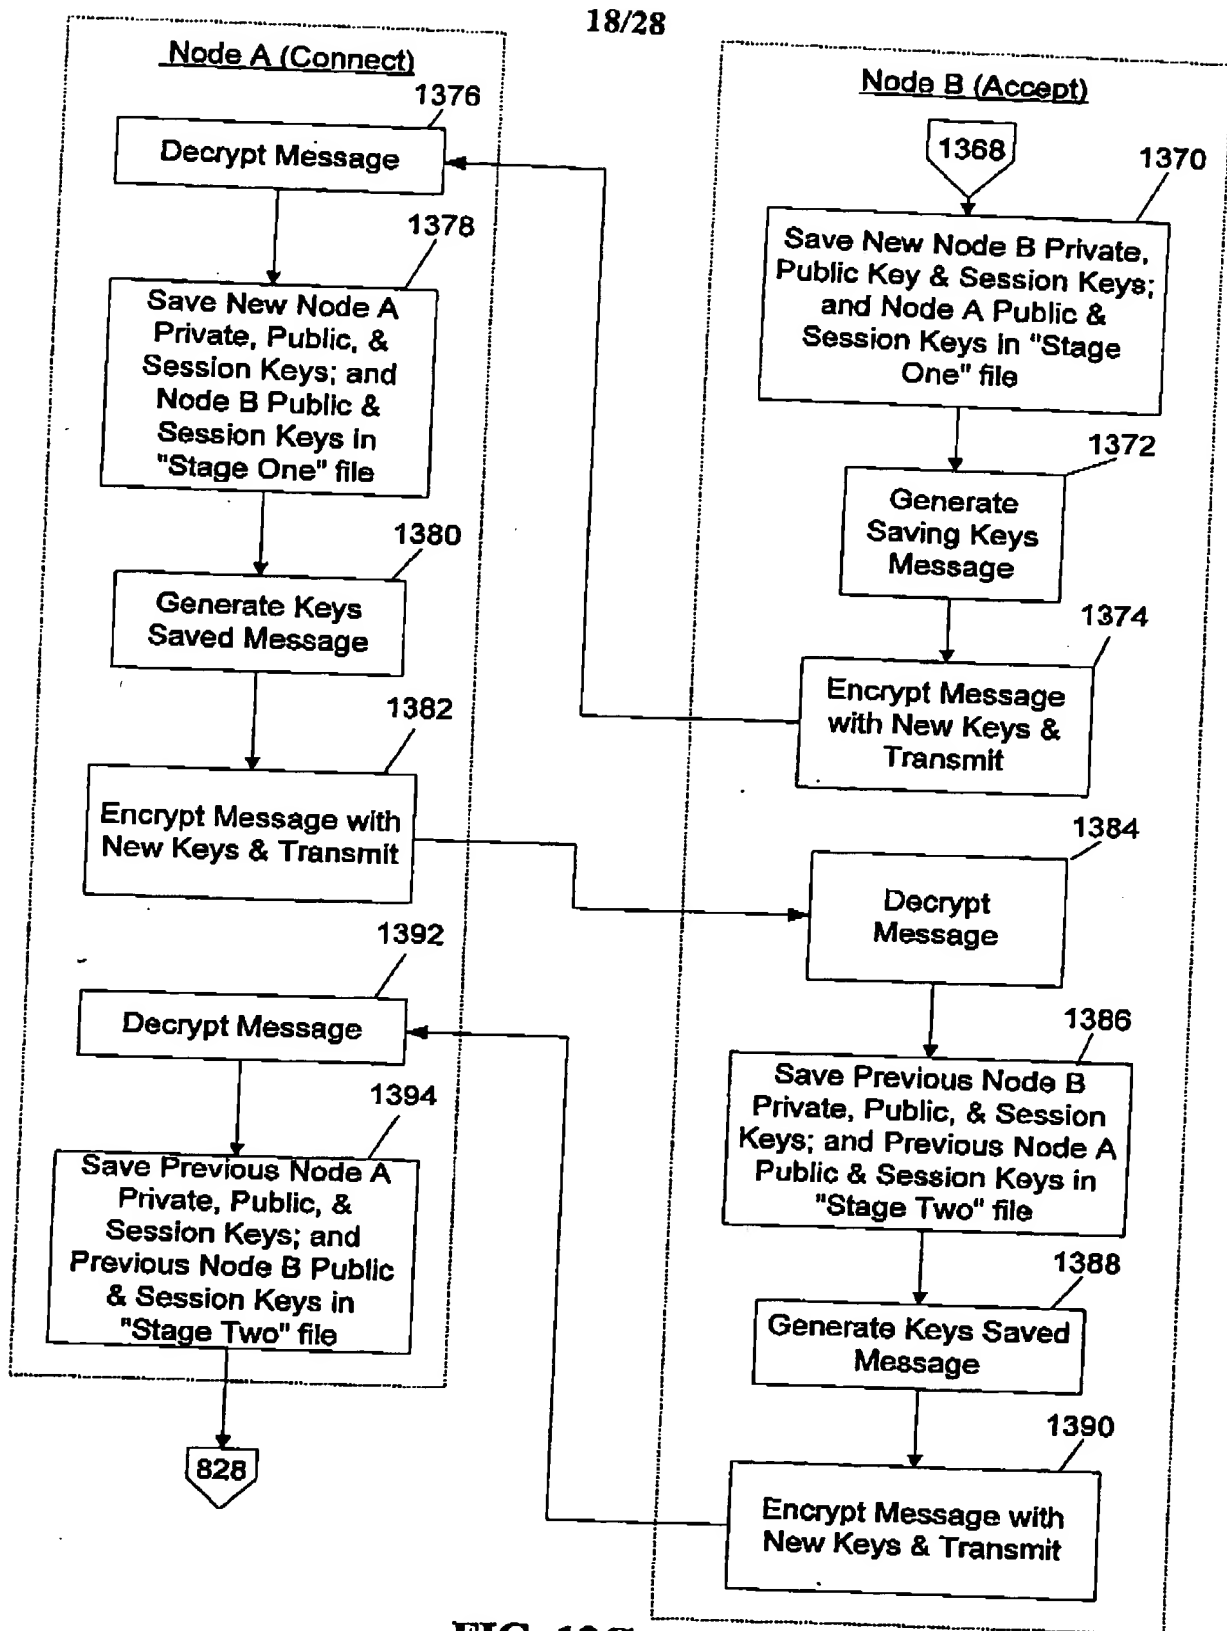 18/28
Node A (Connect)
1376
Decrypt Message
1378
Save New Node A
Private, Public, &
Session Keys; and
Node B Public &
Session Keys in
"Stage One" file
1380
Generate Keys
Saved Message
1382
Encrypt Message with
New Keys & Transmit
1392
Decrypt Message
1394
Save Previous Node A
Private, Public, &
Session Keys; and
Previous Node B Public
& Session Keys in
"Stage Two" file
828
Node B (Accept)
1368
1370
Save New Node B Private,
Public Key & Session Keys;
and Node A Public &
Session Keys in "Stage
One" file
1372
Generate
Saving Keys
Message
1374
Encrypt Message
with New Keys &
Transmit
1384
Decrypt
Message
1386
Save Previous Node B
Private, Public, & Session
Keys; and Previous Node A
Public & Session Keys in
"Stage Two" file
1388
Generate Keys Saved
Message
1390
Encrypt Message with
New Keys & Transmit